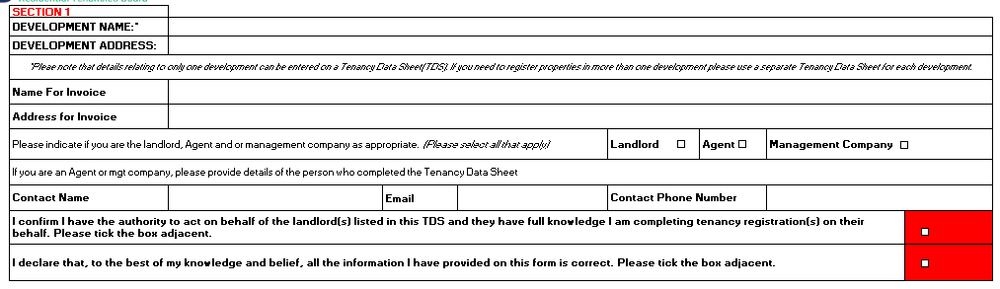 Residential Tenancies Board
SECTION 1
DEVELOPMENT NAME:*
DEVELOPMENT ADDRESS:
*Pleae note that details relating to only one development can be entered on a Tenancy Data Sheet(TDS). If you need to register properties in more than one development please use a separate Tenancy Data Sheet for each development.
Name For Invoice
Address for Invoice
Please indicate if you are the landlord, Agent and or management company as appropriate. (Please select all that apply) Landlord Agent Management Company
If you are an Agent or mgt company, please provide details of the person who completed the Tenancy Data Sheet
Contact Name Email Contact Phone Number
I confirm I have the authority to act on behalf of the landlord(s) listed in this TDS and they have full knowledge I am completing tenancy registration(s) on their
behalf. Please tick the box adjacent.
I declare that, to the best of my knowledge and belief, all the information I have provided on this form is correct. Please tick the box adjacent.